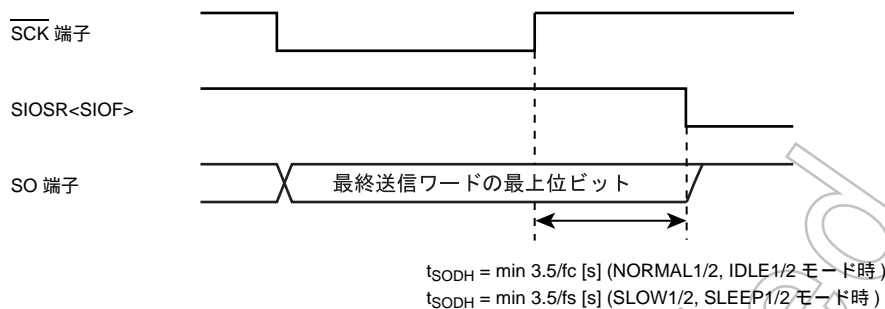 SCK 端子
SIOSR<SIOF>
SO 端子
最終送信ワードの最上位ビット
tSODH = min 3.5/fc [s] (NORMAL1/2, IDLE1/2 モード時 )
tSODH = min 3.5/fs [s] (SLOW1/2, SLEEP1/2 モード時 )